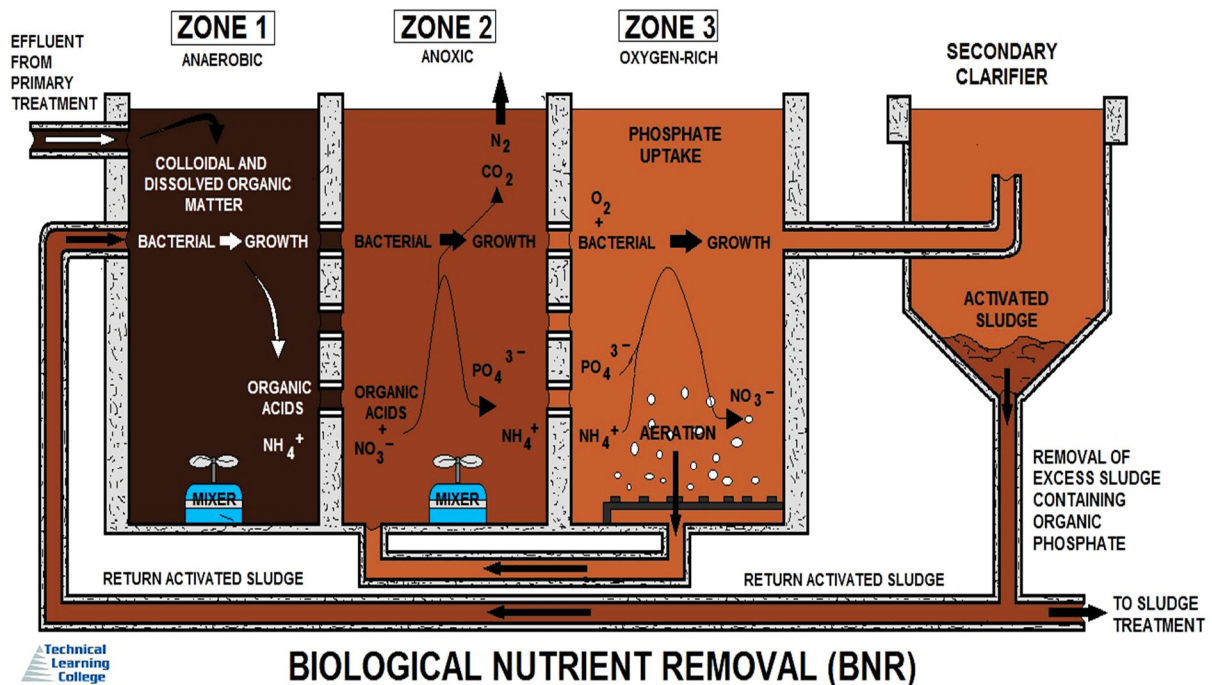 ZONE 1
ANAEROBIC
ZONE 2
ANOXIC
ZONE 3
OXYGEN-RICH
EFFLUENT
FROM
PRIMARY
TREATMENT
SECONDARY
CLARIFIER
COLLOIDAL AND
DISSOLVED ORGANIC
MATTER
BACTERIAL GROWTH
ORGANIC
ACIDS
NH₄⁺
MIXER
N₂
CO₂
BACTERIAL GROWTH
PO₄³⁻
ORGANIC
ACIDS
+
NO₃⁻
NH₄⁺
MIXER
PHOSPHATE
UPTAKE
O₂
+
BACTERIAL GROWTH
PO₄³⁻
NO₃⁻
NH₄⁺
AERATION
ACTIVATED
SLUDGE
REMOVAL OF
EXCESS SLUDGE
CONTAINING
ORGANIC
PHOSPHATE
RETURN ACTIVATED SLUDGE
RETURN ACTIVATED SLUDGE
TO SLUDGE
TREATMENT
Technical
Learning
College
BIOLOGICAL NUTRIENT REMOVAL (BNR)